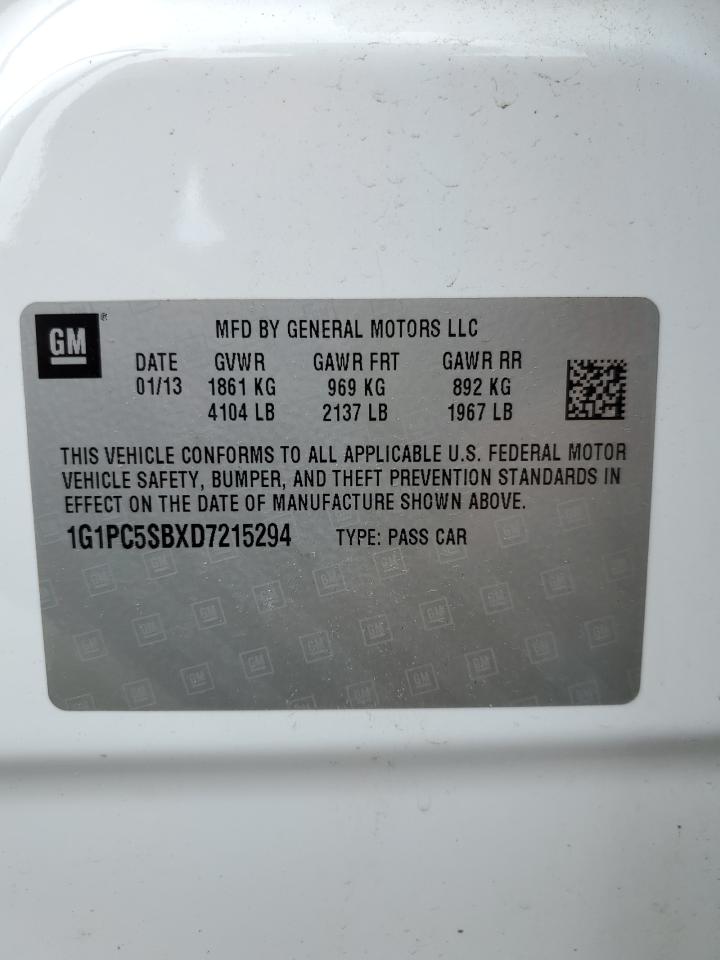 GM ®
MFD BY GENERAL MOTORS LLC
DATE GVWR GAWR FRT GAWR RR
01/13 1861 KG 969 KG 892 KG
4104 LB 2137 LB 1967 LB
THIS VEHICLE CONFORMS TO ALL APPLICABLE U.S. FEDERAL MOTOR
VEHICLE SAFETY, BUMPER, AND THEFT PREVENTION STANDARDS IN
EFFECT ON THE DATE OF MANUFACTURE SHOWN ABOVE.
1G1PC5SBXD7215294 TYPE: PASS CAR